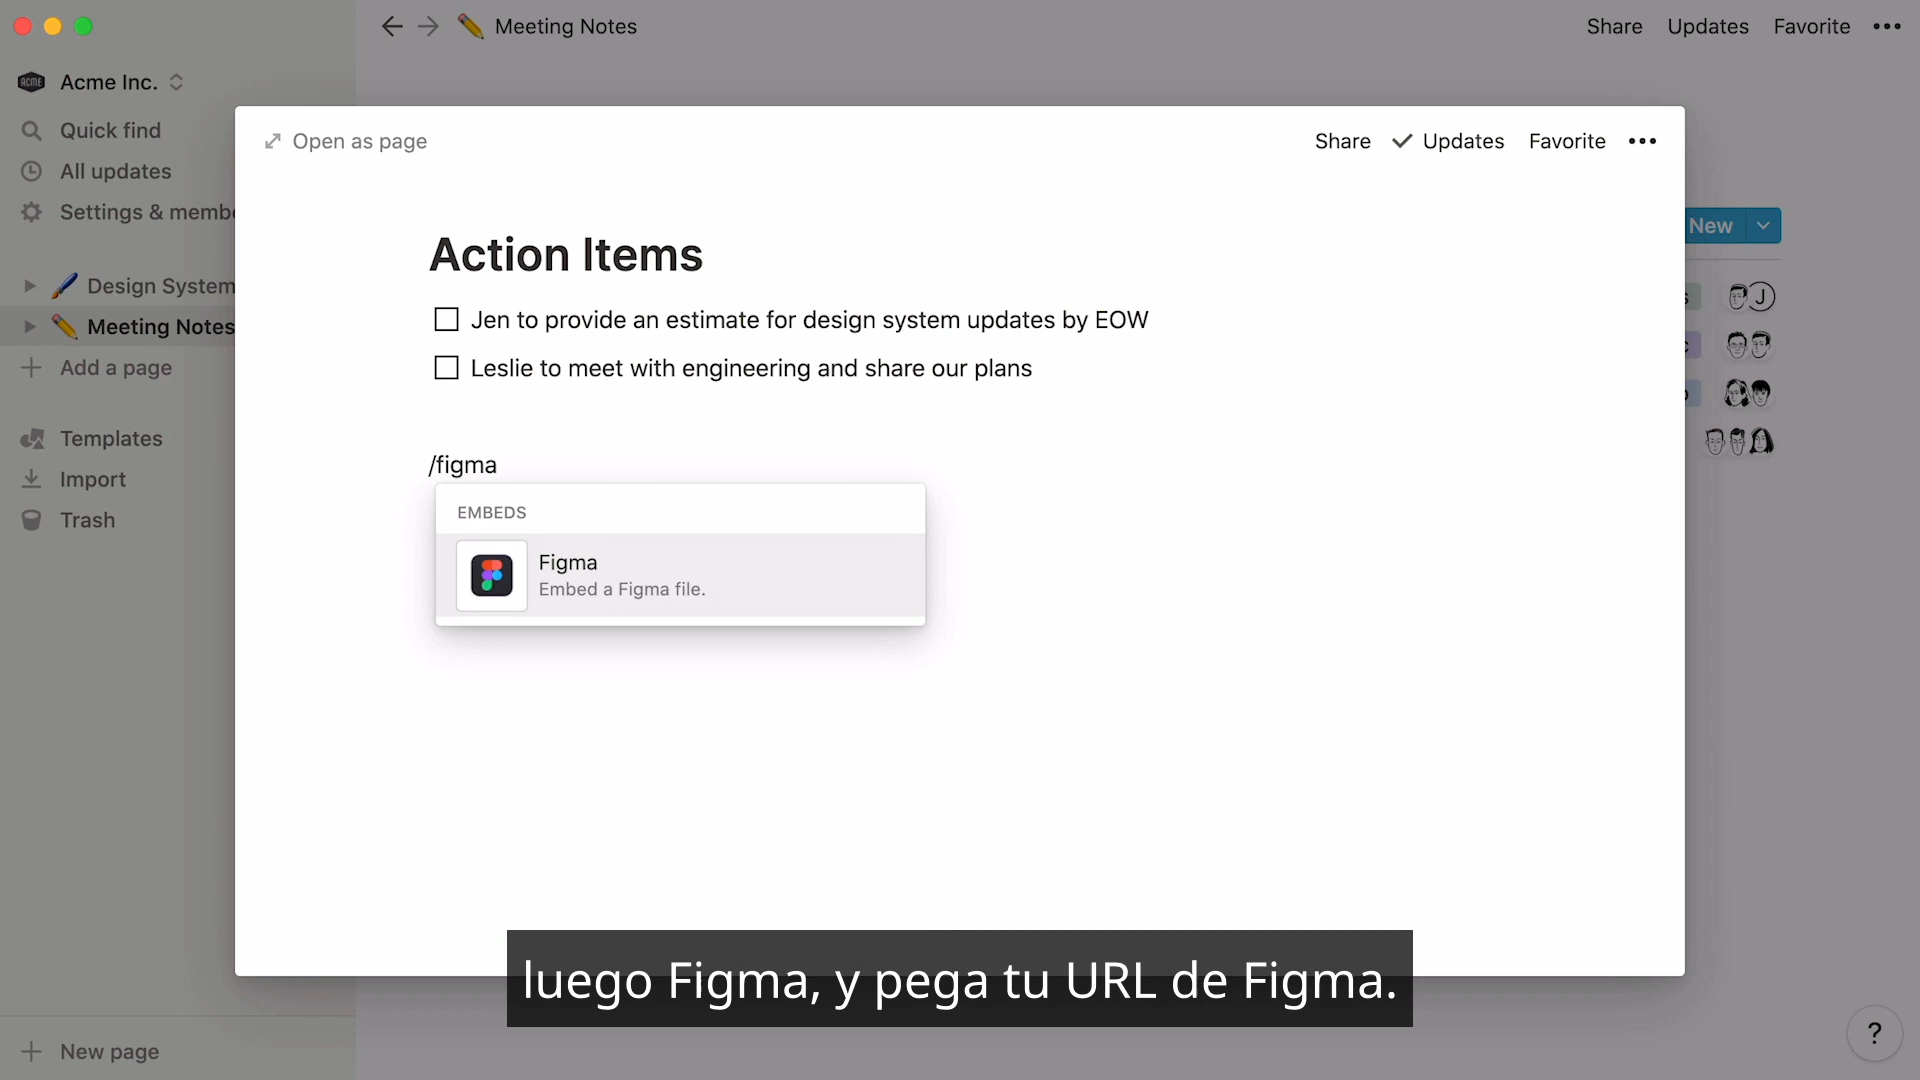 Meeting Notes
Share
Updates
Favorite
ACME
Acme Inc.
Quick find
All updates
Settings &
Design System
Meeting Notes
Add a page
Templates
Import
Trash
New page
Open as page
Share
Updates
Favorite
New
J
Action Items
Jen to provide an estimate for design system updates by EOW
Leslie to meet with engineering and share our plans
/figma
EMBEDS
Figma
Embed a Figma file.
luego Figma, y pega tu URL de Figma.
?